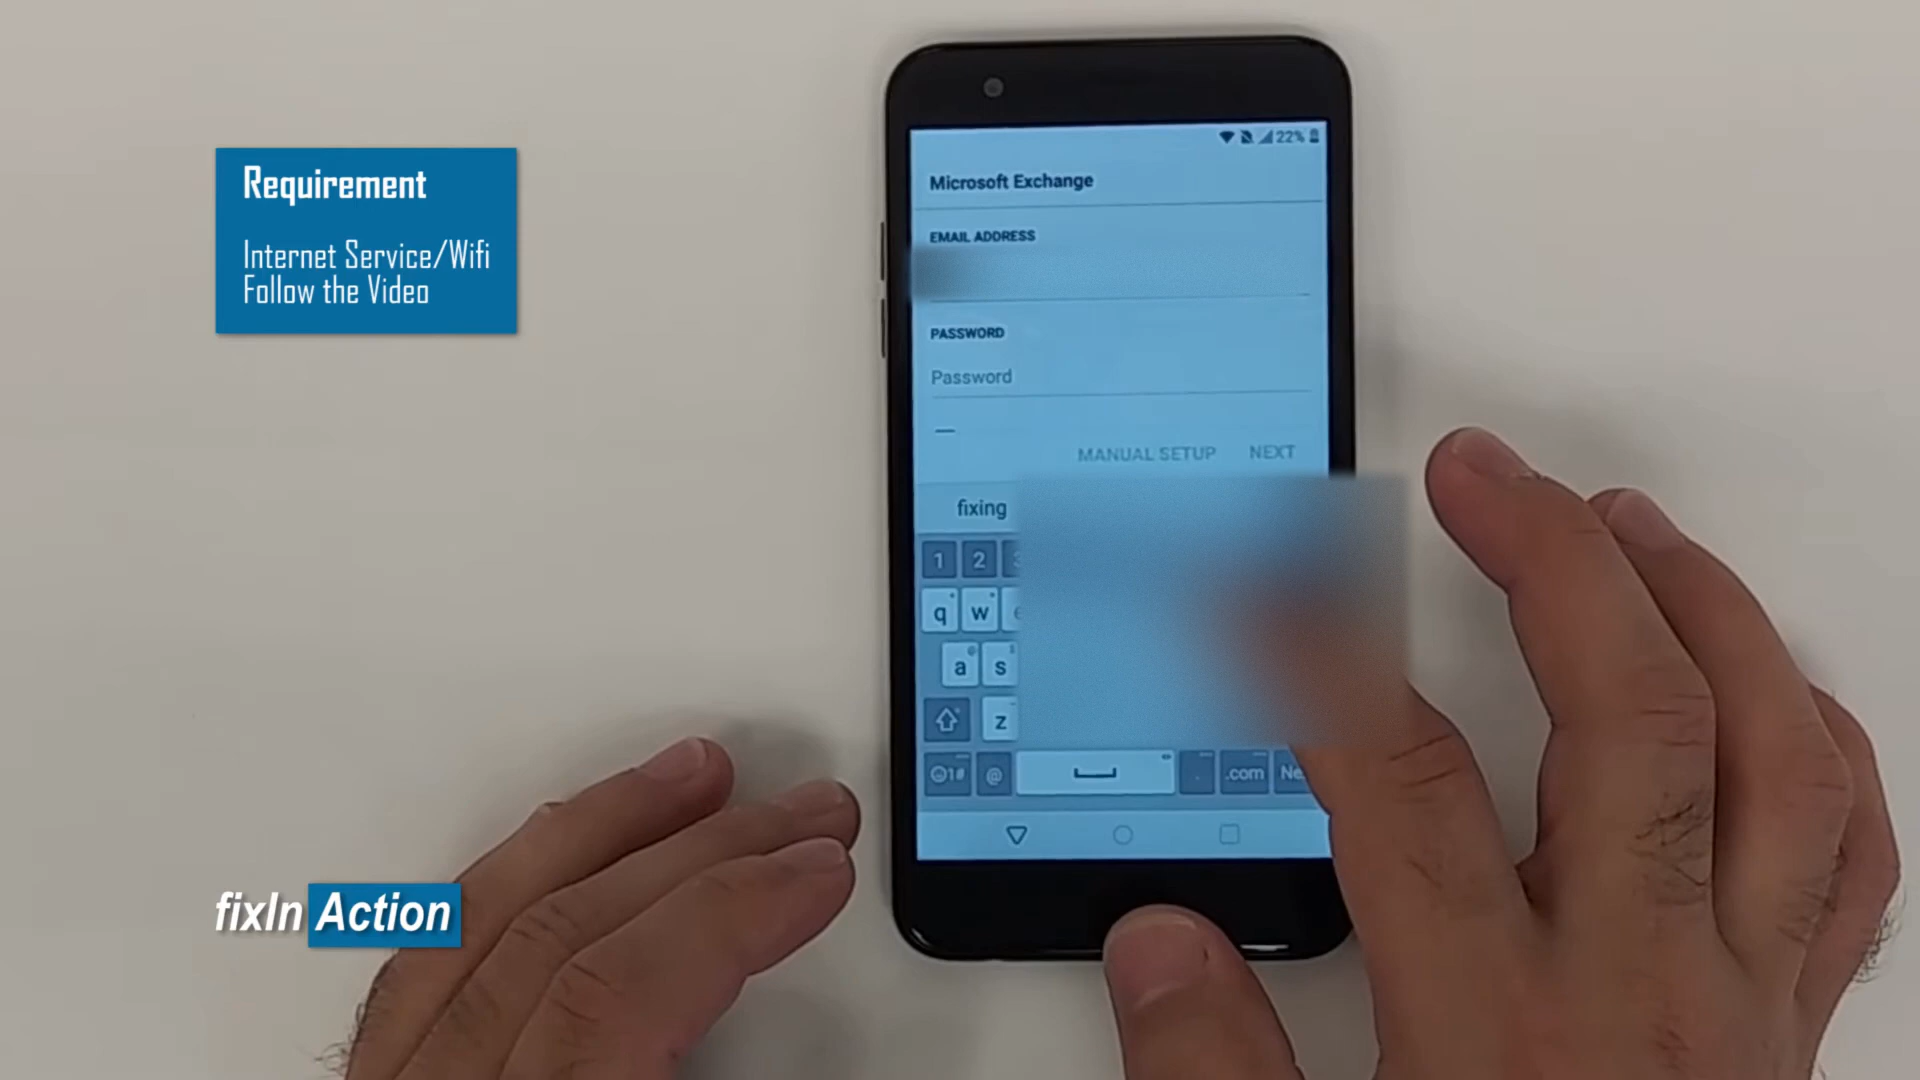 Requirement
Internet Service/Wifi
Follow the Video
22%
Microsoft Exchange
EMAIL ADDRESS
PASSWORD
Password
MANUAL SETUP NEXT
fixing
1 2
q w
a s
z
@ . .com
fixIn Action